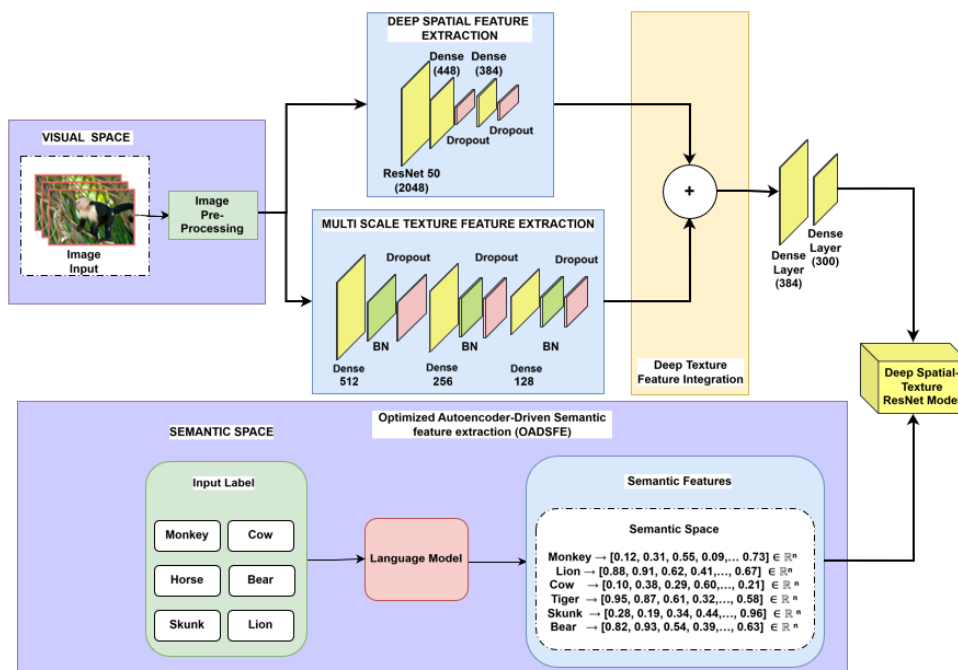 DEEP SPATIAL FEATURE
EXTRACTION
Dense
(448)
Dense
(384)
Dropout
Dropout
ResNet 50
(2048)
VISUAL SPACE
Image
Input
Image
Pre-
Processing
MULTI SCALE TEXTURE FEATURE EXTRACTION
Dropout
Dropout
Dropout
BN
BN
BN
Dense
512
Dense
256
Dense
128
+
Deep Texture
Feature Integration
Dense
Layer
(384)
Dense
Layer
(300)
Deep Spatial-
Texture
ResNet Model
Optimized Autoencoder-Driven Semantic
feature extraction (OADSFE)
SEMANTIC SPACE
Input Label
Monkey
Cow
Horse
Bear
Skunk
Lion
Language Model
Semantic Features
Semantic Space
Monkey → [0.12, 0.31, 0.55, 0.09,... 0.73] ∈ ℝⁿ
Lion → [0.88, 0.91, 0.62, 0.41,..., 0.67] ∈ ℝⁿ
Cow → [0.10, 0.38, 0.29, 0.60,..., 0.21] ∈ ℝⁿ
Tiger → [0.95, 0.87, 0.61, 0.32,..., 0.58] ∈ ℝⁿ
Skunk → [0.28, 0.19, 0.34, 0.44,..., 0.96] ∈ ℝⁿ
Bear → [0.82, 0.93, 0.54, 0.39,..., 0.63] ∈ ℝⁿ